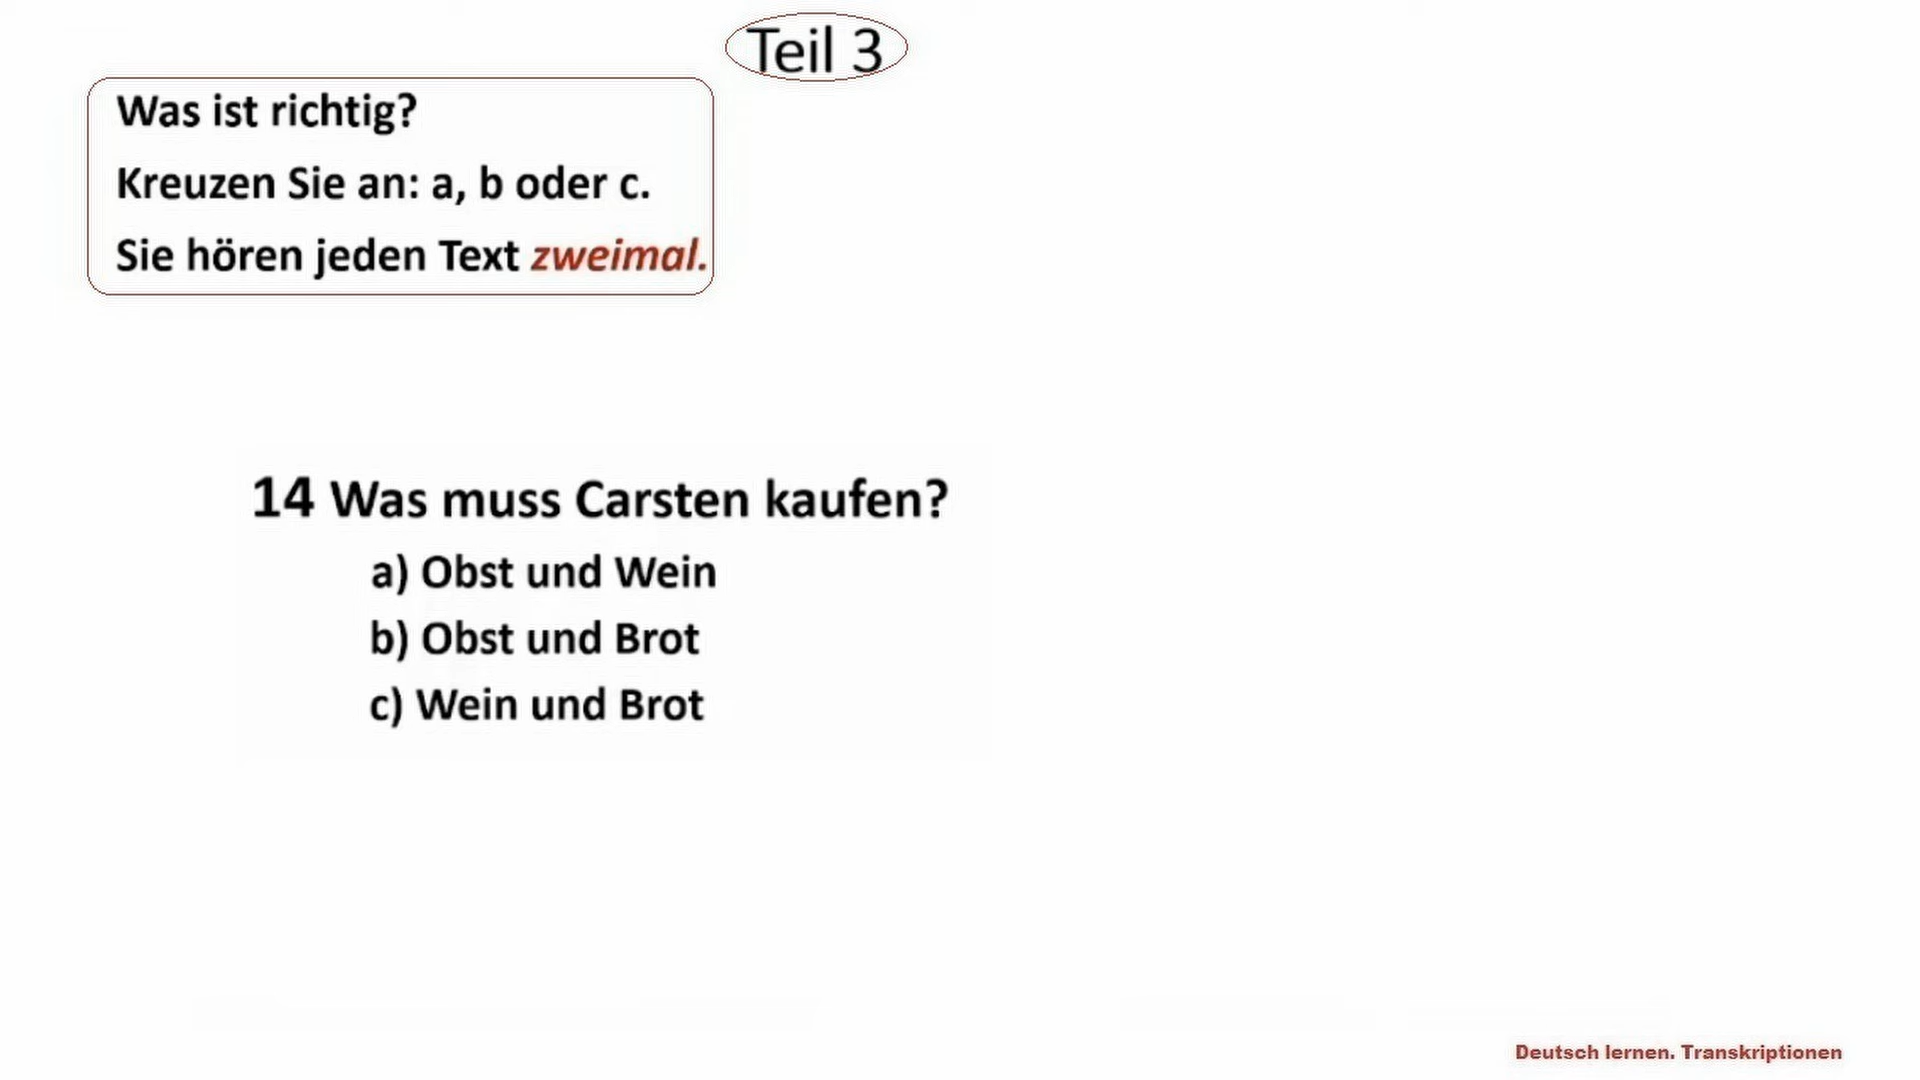 Teil 3
Was ist richtig?
Kreuzen Sie an: a, b oder c.
Sie hören jeden Text zweimal.
14 Was muss Carsten kaufen?
a) Obst und Wein
b) Obst und Brot
c) Wein und Brot
Deutsch lernen. Transkriptionen